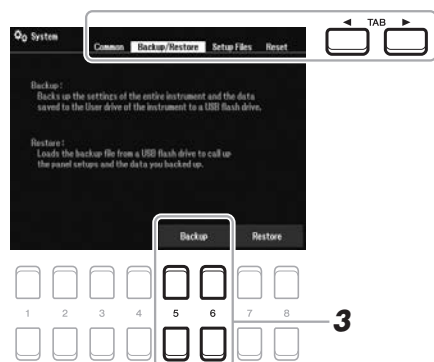 ◄ TAB ►
System
Common Backup/Restore Setup Files Reset
Backup :
Backs up the settings of the entire instrument and the data
saved to the User drive of the instrument to a USB flash drive.
Restore :
Loads the backup file from a USB flash drive to call up
the panel setups and the data you backed up.
Backup Restore
1 2 3 4 5 6 7 8
3